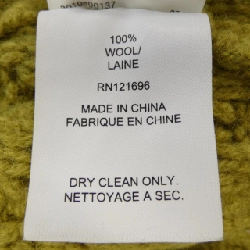 100%
WOOL/
LAINE
RN121696
MADE IN CHINA
FABRIQUE EN CHINE
DRY CLEAN ONLY.
NETTOYAGE A SEC.